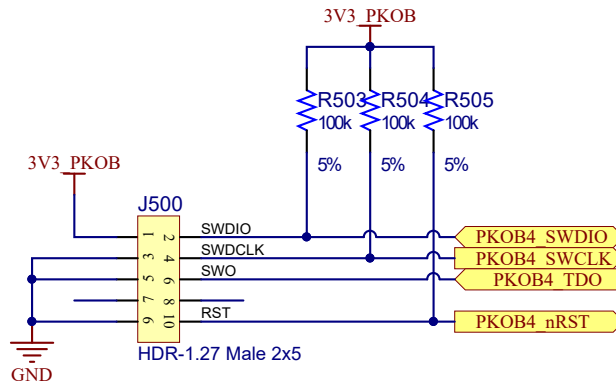 3V3_PKOB
R503 R504 R505
100k 100k 100k
5% 5% 5%
3V3_PKOB
J500
1 2 SWDIO PKOB4_SWDIO
3 4 SWDCLK PKOB4_SWCLK
5 6 SWO PKOB4_TDO
7 8
9 10 RST PKOB4_nRST
HDR-1.27 Male 2x5
GND